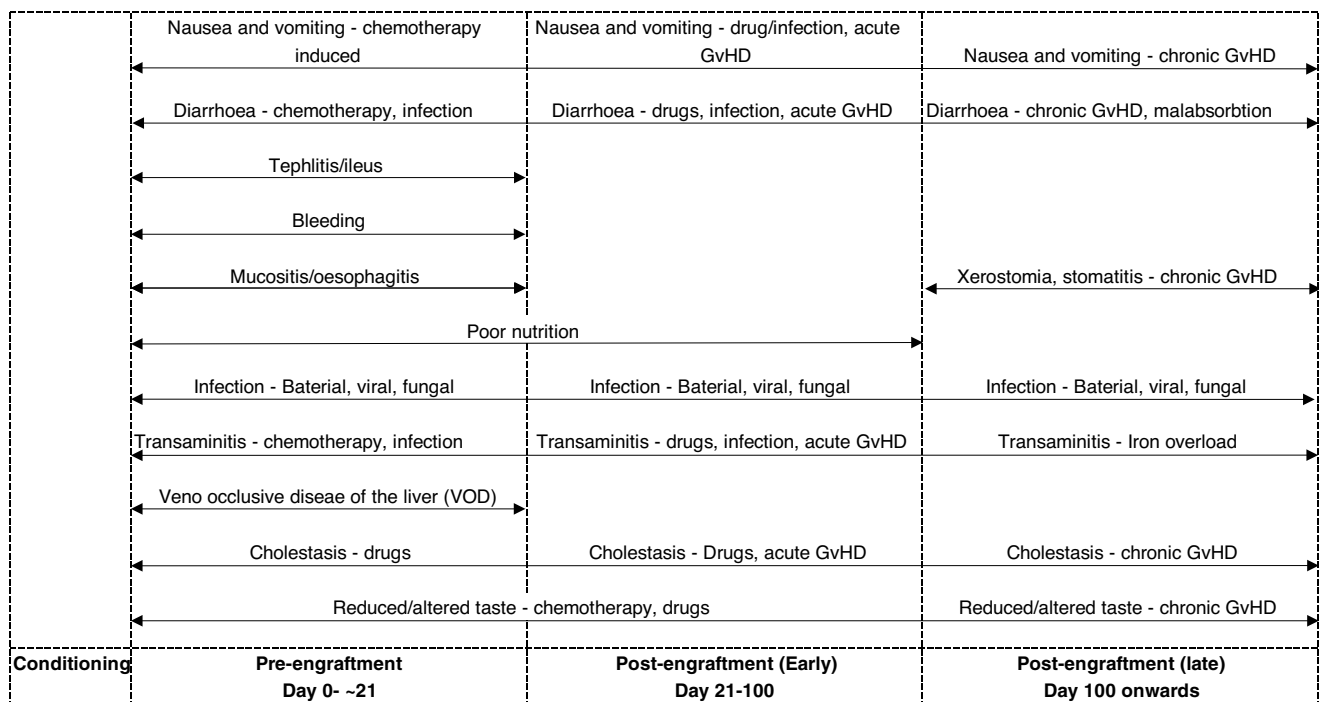 Nausea and vomiting - chemotherapy
induced
Nausea and vomiting - drug/infection, acute
GvHD
Nausea and vomiting - chronic GvHD
Diarrhoea - chemotherapy, infection
Diarrhoea - drugs, infection, acute GvHD
Diarrhoea - chronic GvHD, malabsorbtion
Tephlitis/ileus
Bleeding
Mucositis/oesophagitis
Xerostomia, stomatitis - chronic GvHD
Poor nutrition
Infection - Baterial, viral, fungal
Infection - Baterial, viral, fungal
Infection - Baterial, viral, fungal
Transaminitis - chemotherapy, infection
Transaminitis - drugs, infection, acute GvHD
Transaminitis - Iron overload
Veno occlusive diseae of the liver (VOD)
Cholestasis - drugs
Cholestasis - Drugs, acute GvHD
Cholestasis - chronic GvHD
Reduced/altered taste - chemotherapy, drugs
Reduced/altered taste - chronic GvHD
Conditioning
Pre-engraftment
Day 0- ~21
Post-engraftment (Early)
Day 21-100
Post-engraftment (late)
Day 100 onwards